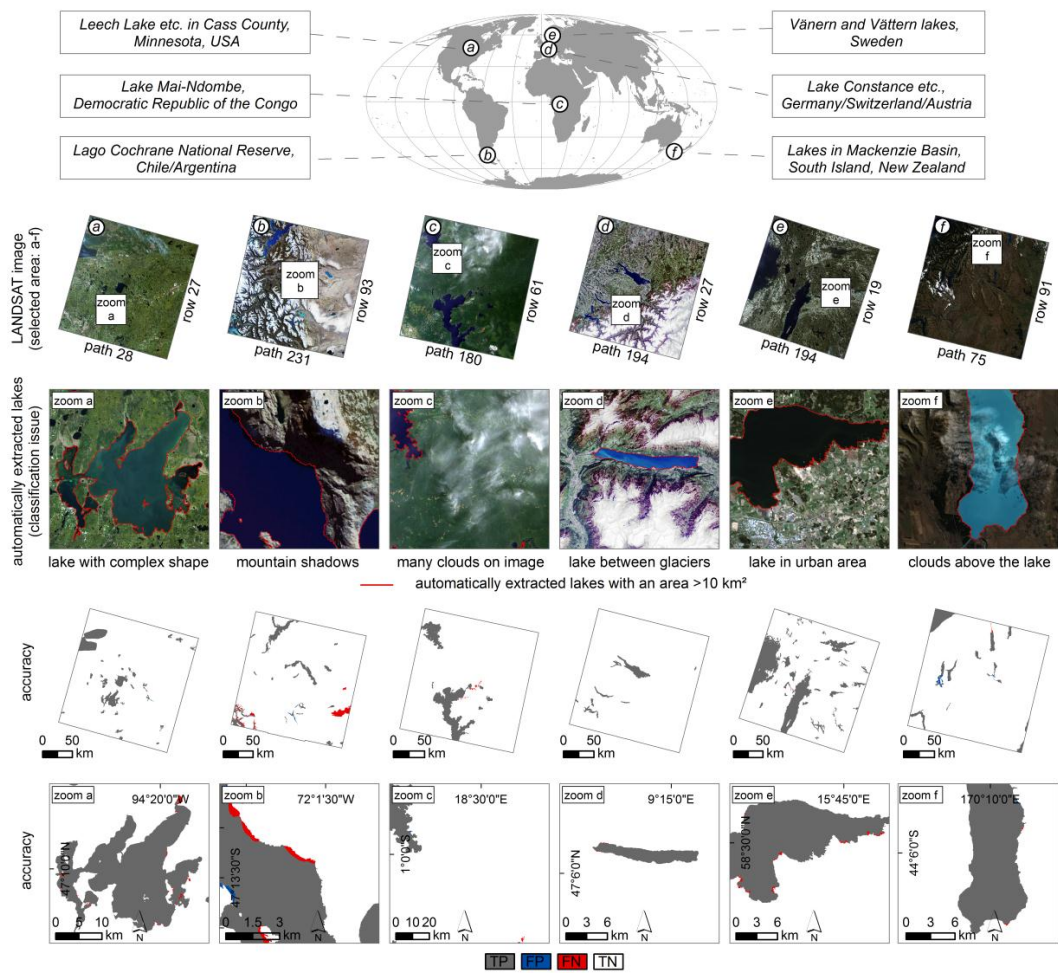 Leech Lake etc. in Cass County,
Minnesota, USA
Vänern and Vättern lakes,
Sweden
Lake Mai-Ndombe,
Democratic Republic of the Congo
Lake Constance etc.,
Germany/Switzerland/Austria
Lago Cochrane National Reserve,
Chile/Argentina
Lakes in Mackenzie Basin,
South Island, New Zealand
a
b
c
d
e
f
LANDSAT image
(selected area: a-f)
a
zoom
a
path 28
row 27
b
zoom
b
path 231
row 93
c
zoom
c
path 180
row 61
d
zoom
d
path 194
row 27
e
zoom
e
path 194
row 19
f
zoom
f
path 75
row 91
automatically extracted lakes
(classification issue)
zoom a
zoom b
zoom c
zoom d
zoom e
zoom f
lake with complex shape
mountain shadows
many clouds on image
lake between glaciers
lake in urban area
clouds above the lake
automatically extracted lakes with an area >10 km²
accuracy
0 50
km
0 50
km
0 50
km
0 50
km
0 50
km
0 50
km
accuracy
zoom a
94°20'0"W
47°10'0"N
0 5 10
km
N
zoom b
72°1'30"W
47°13'30"S
0 1.5 3
km
N
zoom c
18°30'0"E
1°0'0"S
0 10 20
km
N
zoom d
9°15'0"E
47°6'0"N
0 3 6
km
N
zoom e
15°45'0"E
58°30'0"N
0 3 6
km
N
zoom f
170°10'0"E
44°6'0"S
0 3 6
km
N
TP FP FN TN